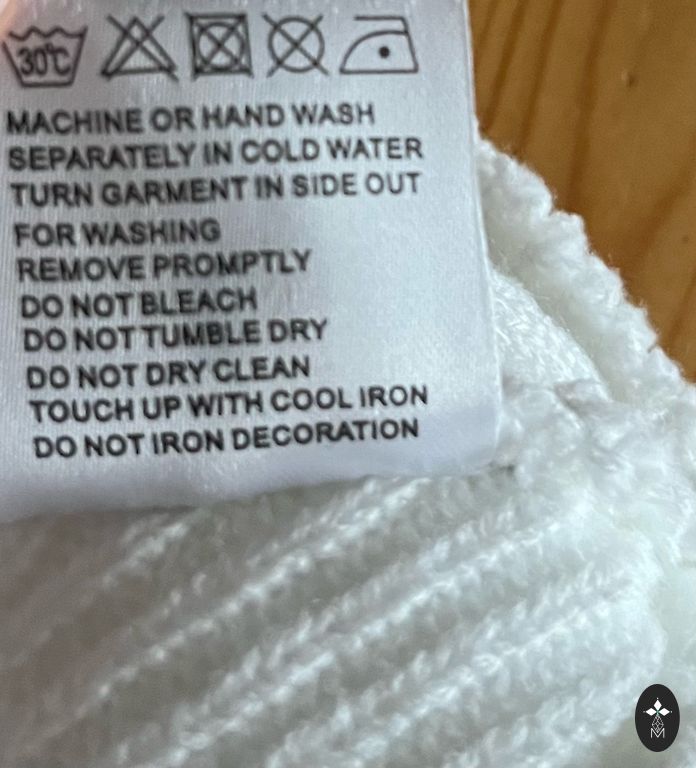 30°C
MACHINE OR HAND WASH
SEPARATELY IN COLD WATER
TURN GARMENT IN SIDE OUT
FOR WASHING
REMOVE PROMPTLY
DO NOT BLEACH
DO NOT TUMBLE DRY
DO NOT DRY CLEAN
TOUCH UP WITH COOL IRON
DO NOT IRON DECORATION
M